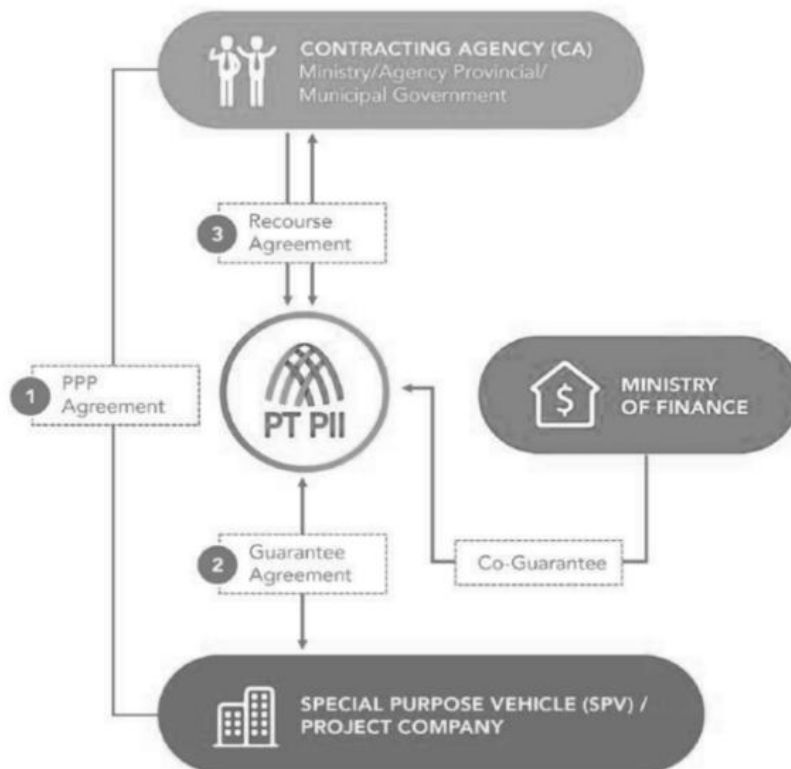 CONTRACTING AGENCY (CA)
Ministry/Agency Provincial/
Municipal Government
3
Recourse
Agreement
1
PPP
Agreement
PT PII
$
MINISTRY
OF FINANCE
2
Guarantee
Agreement
Co-Guarantee
SPECIAL PURPOSE VEHICLE (SPV) /
PROJECT COMPANY